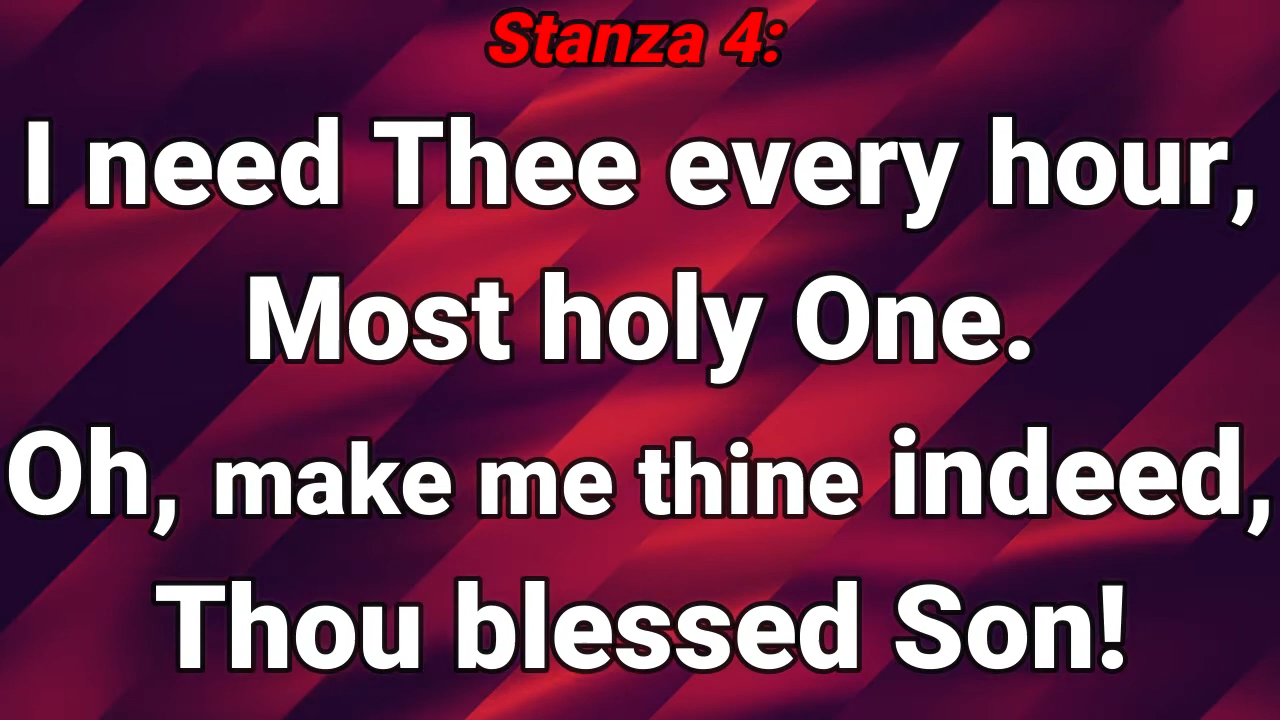 Stanza 4:
I need Thee every hour,
Most holy One.
Oh, make me thine indeed,
Thou blessed Son!